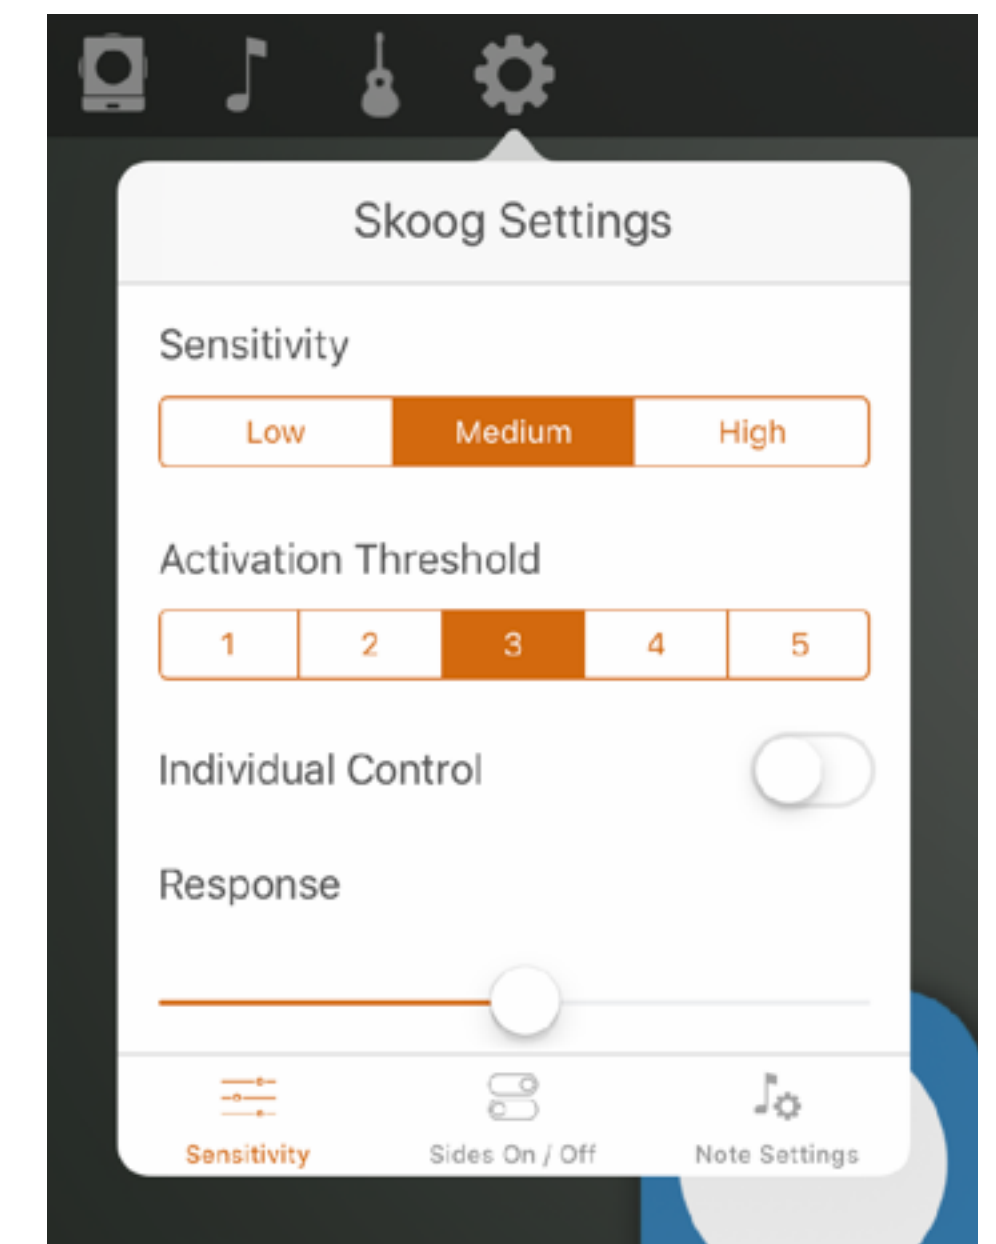 Skoog Settings
Sensitivity
Low Medium High
Activation Threshold
1 2 3 4 5
Individual Control
Response
Sensitivity Sides On / Off Note Settings